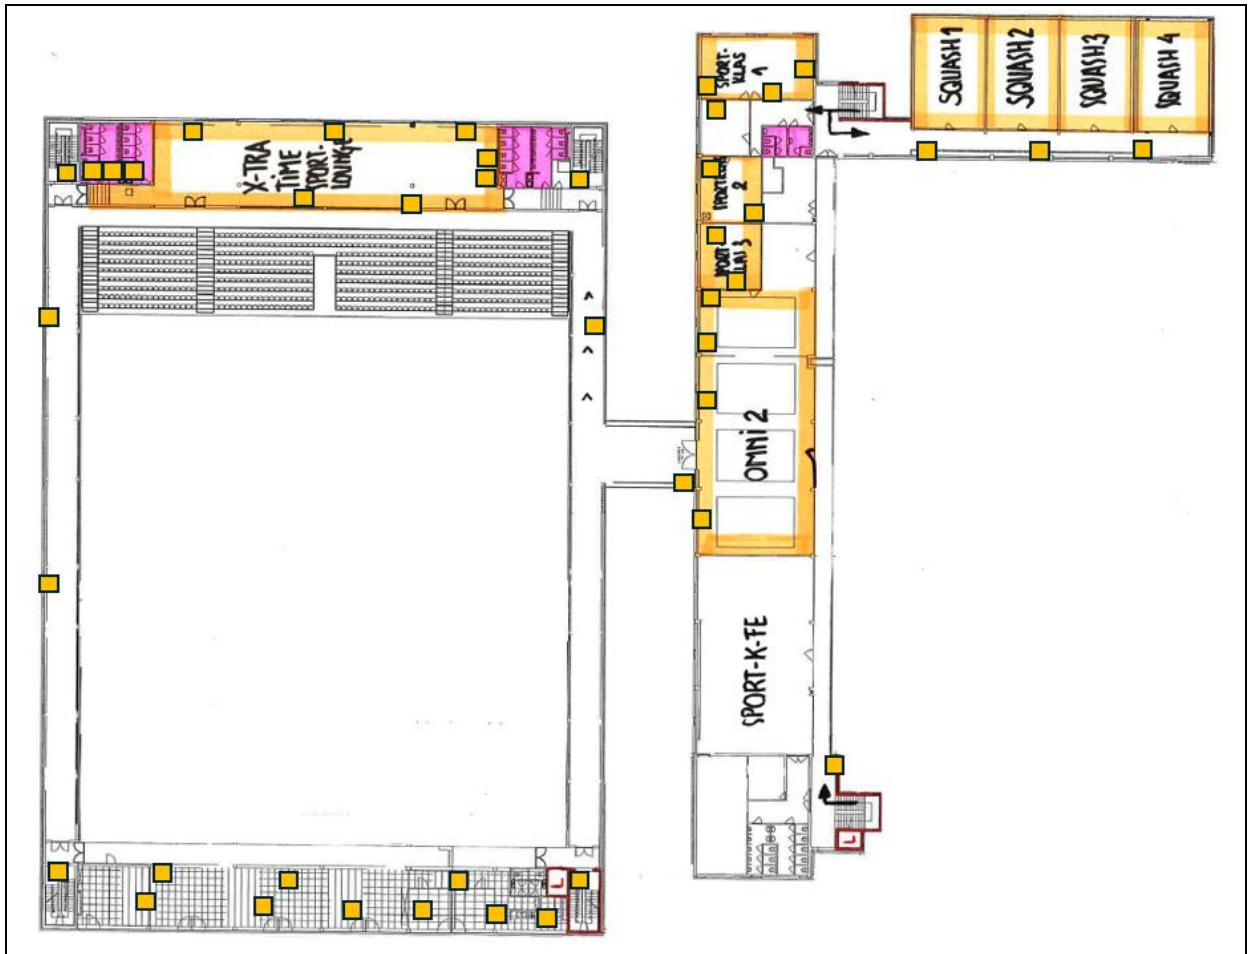 SQUASH 1
SQUASH 2
SQUASH 3
SQUASH 4
SPORT-
KLAS
1
X-TRA
TIME
SPORT-
LOUNGE
SPORTKLAS
2
SPORT-
KLAS 3
OMNI 2
SPORT-K-FE
L
L